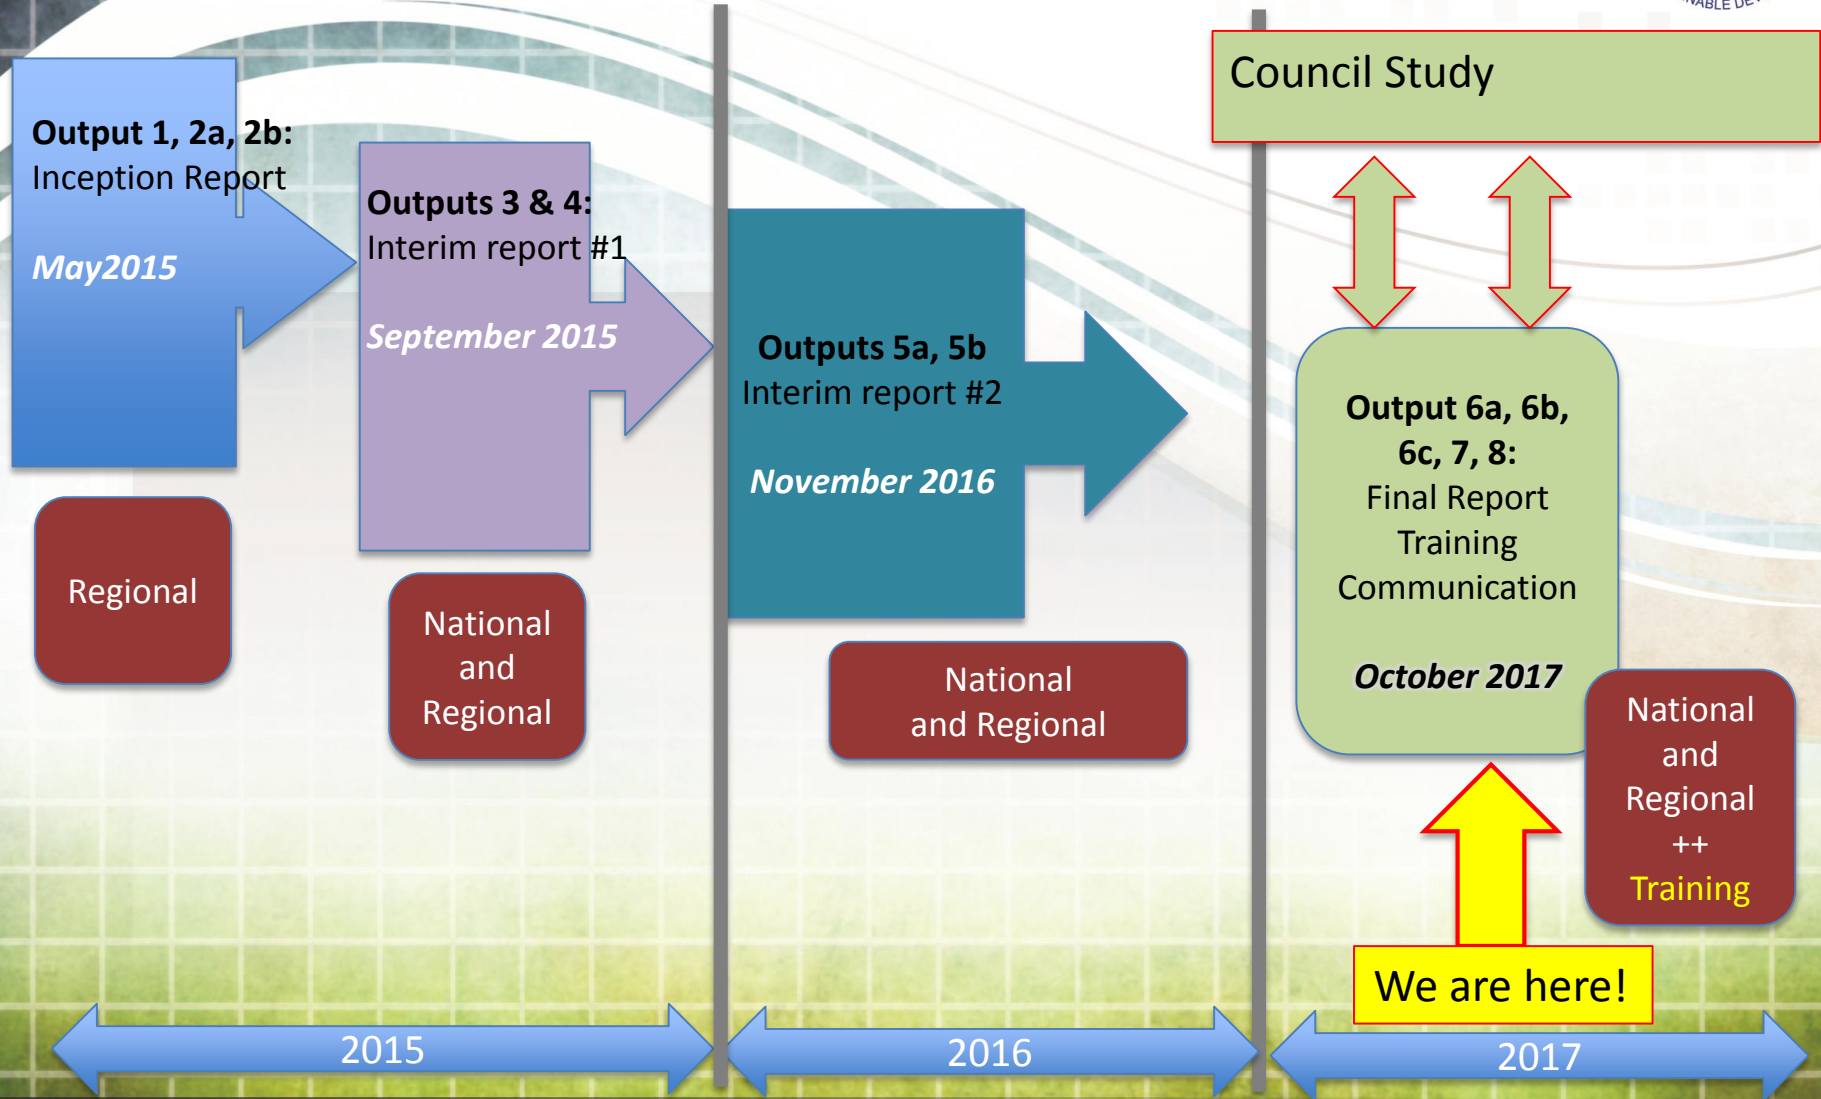 NABLE DE
Council Study
Output 1, 2a, 2b:
Inception Report
May2015
Outputs 3 & 4:
Interim report #1
September 2015
Outputs 5a, 5b
Interim report #2
November 2016
Output 6a, 6b,
6c, 7, 8:
Final Report
Training
Communication
October 2017
Regional
National
and
Regional
National
and Regional
National
and
Regional
++
Training
We are here!
2015
2016
2017